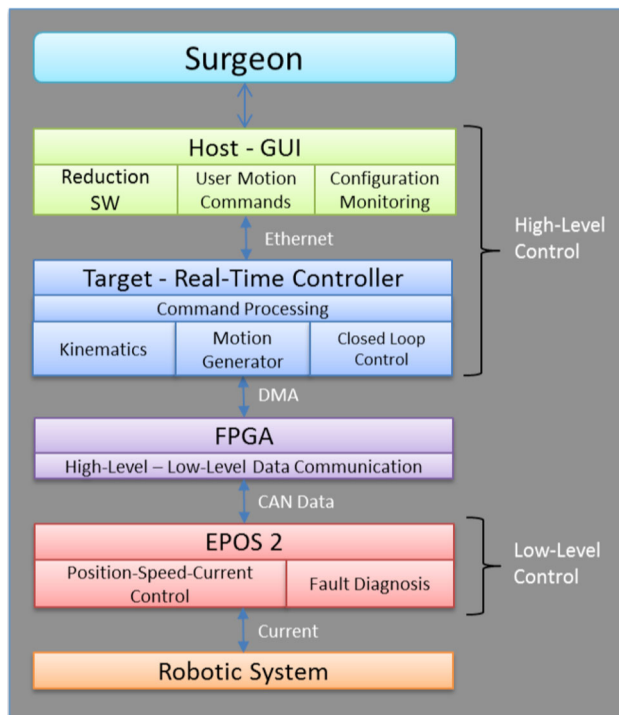 Surgeon
Host - GUI
Reduction
SW
User Motion
Commands
Configuration
Monitoring
High-Level
Control
Ethernet
Target - Real-Time Controller
Command Processing
Kinematics
Motion
Generator
Closed Loop
Control
DMA
FPGA
High-Level – Low-Level Data Communication
CAN Data
EPOS 2
Position-Speed-Current
Control
Fault Diagnosis
Low-Level
Control
Current
Robotic System